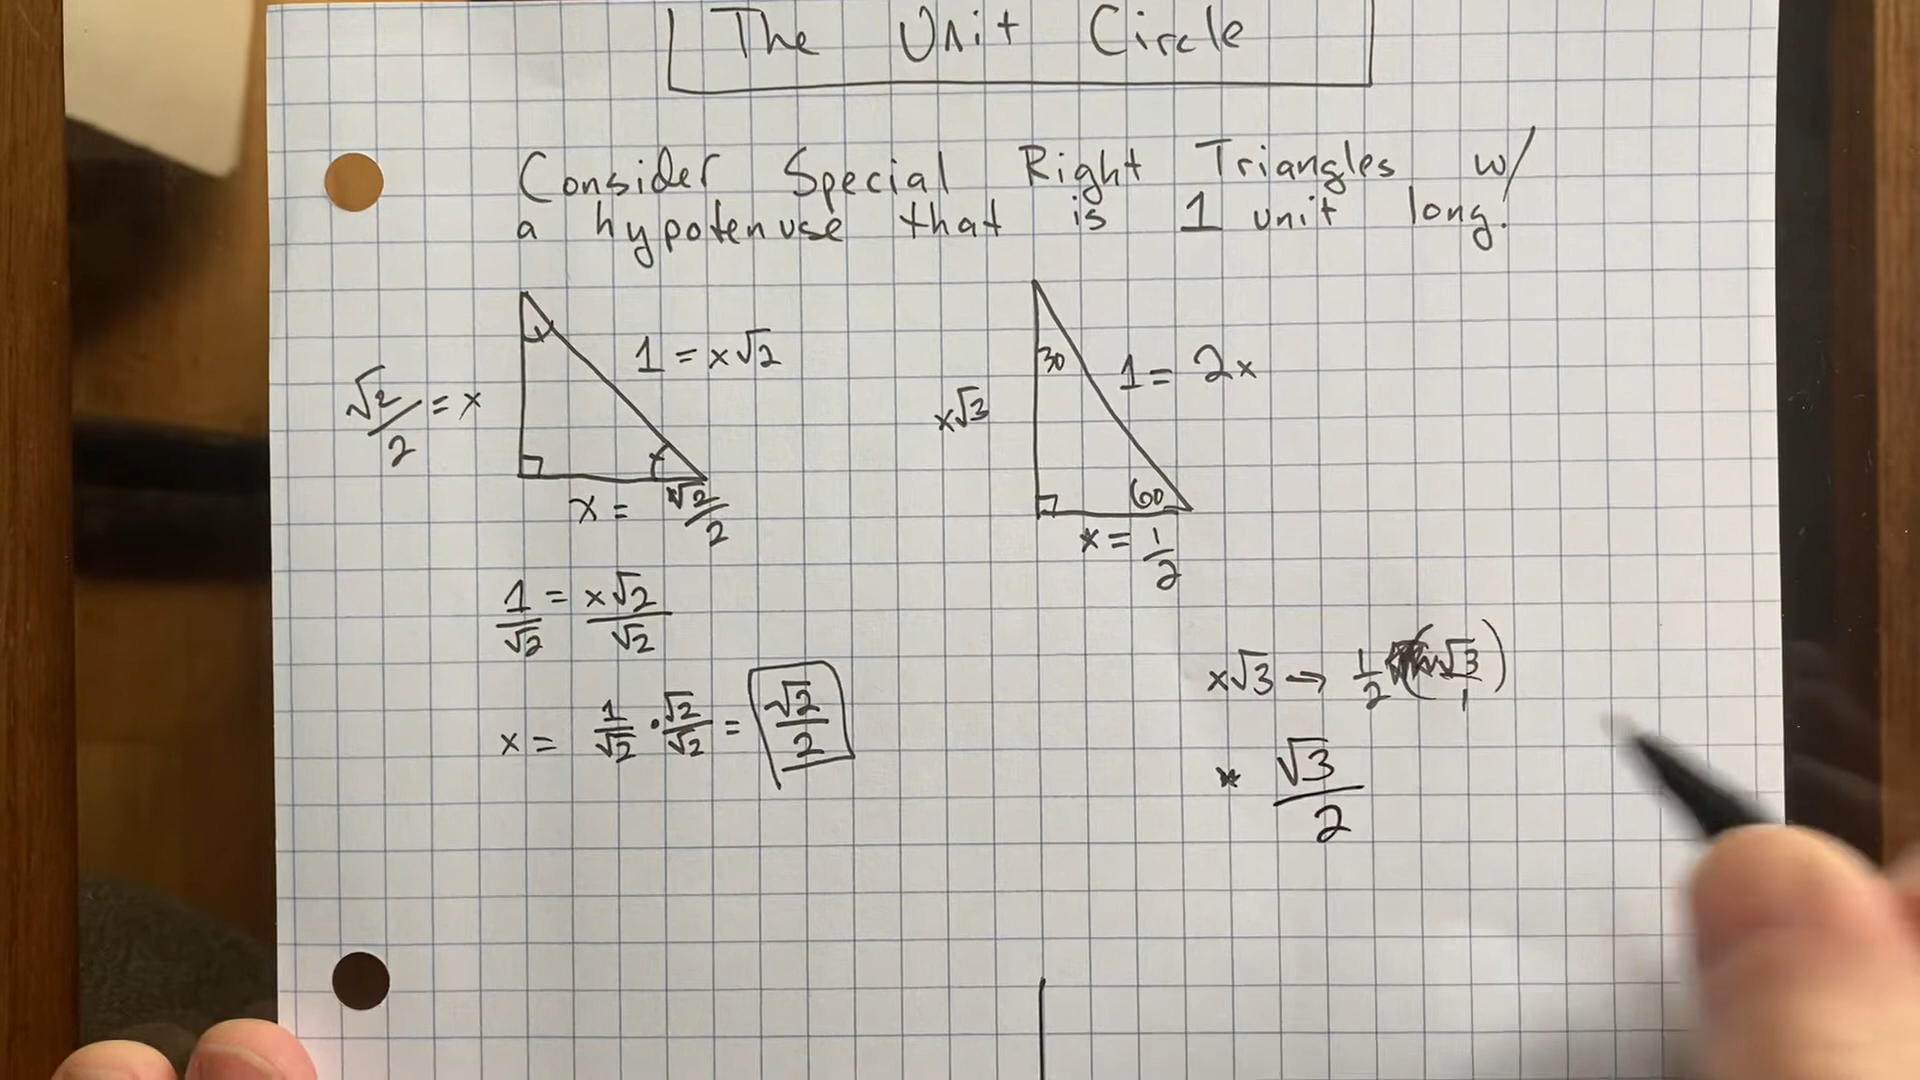 The Unit Circle
Consider Special Right Triangles w/
a hypotenuse that is 1 unit long!
1 = x√2
√2/2 = x
x = √2/2
30
1 = 2x
x√3
60
x = 1/2
1/√2 = x√2/√2
x = 1/√2 · √2/√2 = √2/2
x√3 → 1/2 (√3/1)
√3/2